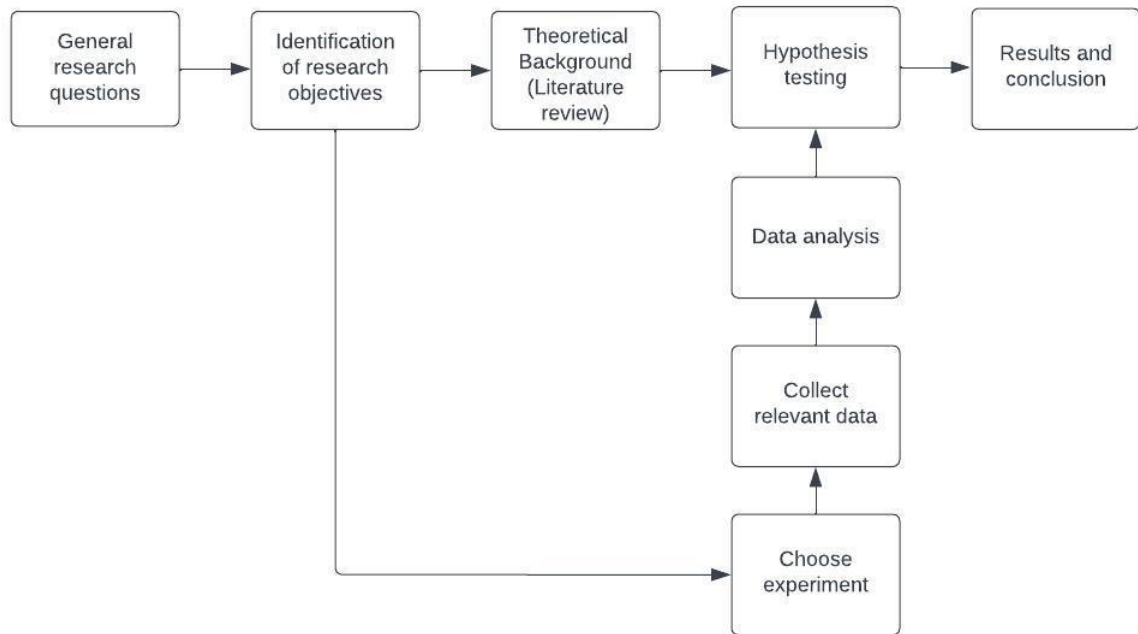 General
research
questions
Identification
of research
objectives
Theoretical
Background
(Literature
review)
Hypothesis
testing
Results and
conclusion
Data analysis
Collect
relevant data
Choose
experiment